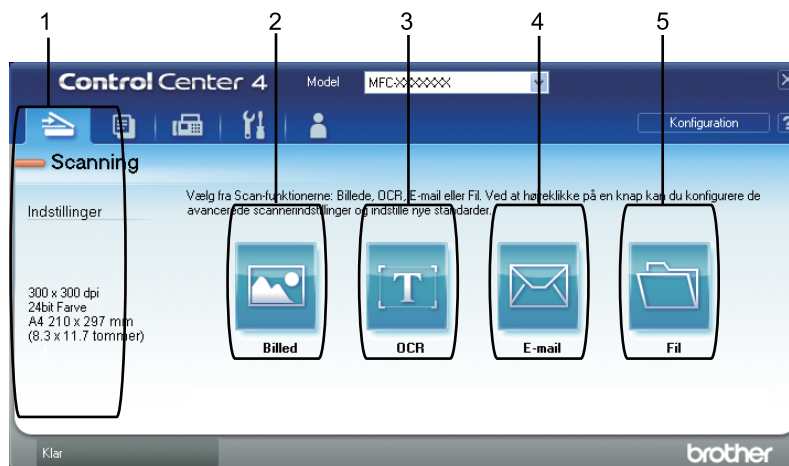 1 2 3 4 5
Control Center 4 Model MFC-XXXXXX
Konfiguration ?
Scanning
Vælg fra Scan-funktionerne: Billede, OCR, E-mail eller Fil. Ved at højreklikke på en knap kan du konfigurere de
avancerede scannerindstillinger og indstille nye standarder.
Indstillinger
300 x 300 dpi
24bit Farve
A4 210 x 297 mm
(8.3 x 11.7 tommer)
T
Billed OCR E-mail Fil
Klar brother